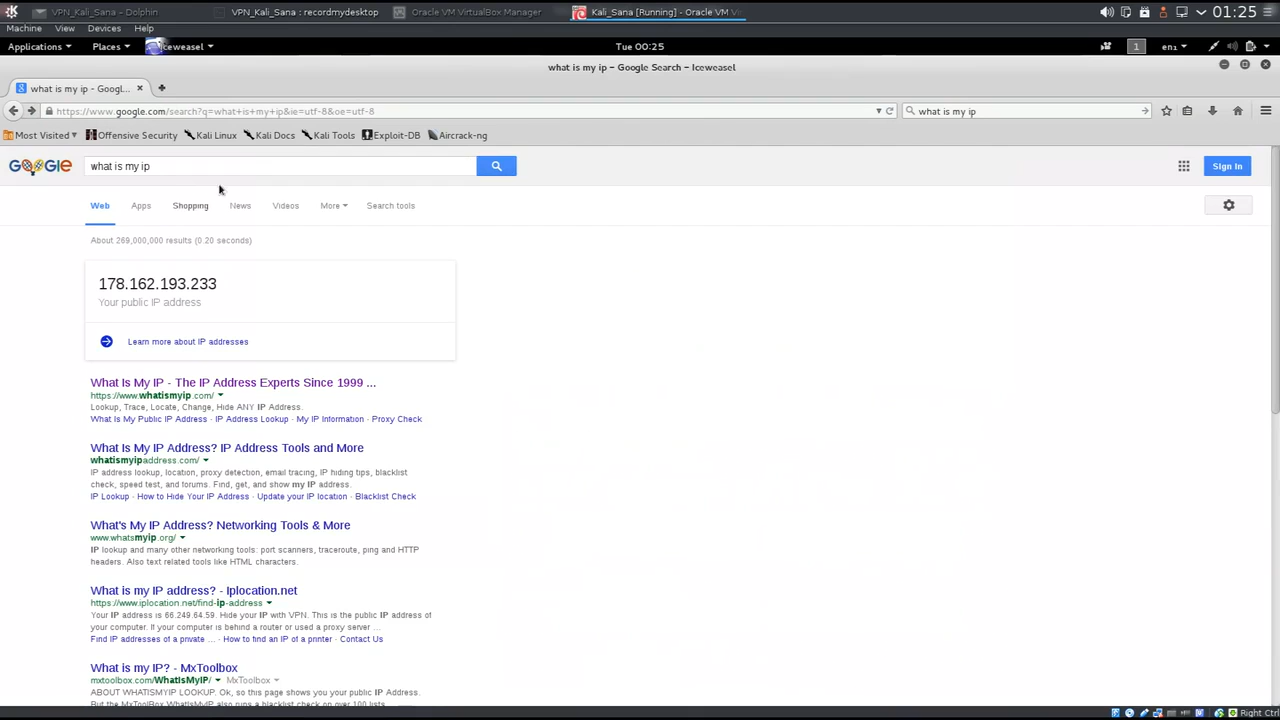 VPN_Kali_Sana - Dolphin
VPN_Kali_Sana : recordmydesktop
Oracle VM VirtualBox Manager
Kali_Sana [Running] - Oracle VM Vi
01:25
Machine View Devices Help
Applications Places Iceweasel
Tue 00:25
1
en1
what is my ip – Google Search – Iceweasel
what is my ip - Googl...
https://www.google.com/search?q=what+is+my+ip&ie=utf-8&oe=utf-8
what is my ip
Most Visited
Offensive Security
Kali Linux
Kali Docs
Kali Tools
Exploit-DB
Aircrack-ng
what is my ip
Sign in
Web Apps Shopping News Videos More Search tools
About 269,000,000 results (0.20 seconds)
178.162.193.233
Your public IP address
Learn more about IP addresses
What Is My IP - The IP Address Experts Since 1999 ...
https://www.whatismyip.com/
Lookup, Trace, Locate, Change, Hide ANY IP Address.
What Is My Public IP Address · IP Address Lookup · My IP Information · Proxy Check
What Is My IP Address? IP Address Tools and More
whatismyipaddress.com/
IP address lookup, location, proxy detection, email tracing, IP hiding tips, blacklist
check, speed test, and forums. Find, get, and show my IP address.
IP Lookup · How to Hide Your IP Address · Update your IP location · Blacklist Check
What's My IP Address? Networking Tools & More
www.whatsmyip.org/
IP lookup and many other networking tools: port scanners, traceroute, ping and HTTP
headers. Also text related tools like HTML characters.
What is my IP address? - Iplocation.net
https://www.iplocation.net/find-ip-address
Your IP address is 66.249.64.59. Hide your IP with VPN. This is the public IP address of
your computer. If your computer is behind a router or used a proxy server ...
Find IP addresses of a private ... · How to find an IP of a printer · Contact Us
What is my IP? - MxToolbox
mxtoolbox.com/WhatIsMyIP/
MxToolbox
ABOUT WHATISMYIP LOOKUP. Ok, so this page shows you your public IP Address.
But the MxToolBox WhatIsMyIP also runs a blacklist check on over 100 lists
Right Ctrl